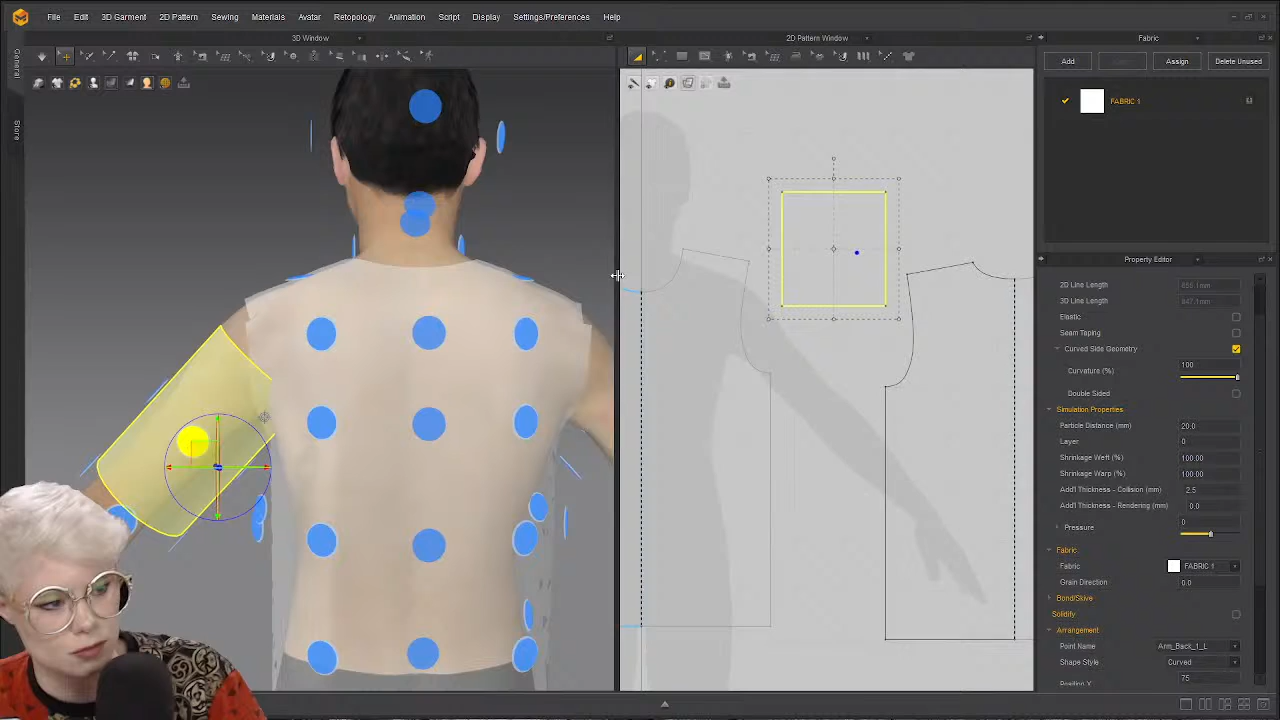 File Edit 3D Garment 2D Pattern Sewing Materials Avatar Retopology Animation Script Display Settings/Preferences Help
3D Window
2D Pattern Window
Fabric
General
Store
Add
Assign
Delete Unused
FABRIC 1
Property Editor
2D Line Length
3D Line Length
Elastic
Seam Taping
Curved Side Geometry
Curvature (%) 100
Double Sided
Simulation Properties
Particle Distance (mm) 20.0
Layer 0
Shrinkage Weft (%) 100.00
Shrinkage Warp (%) 100.00
Add'l Thickness - Collision (mm) 2.5
Add'l Thickness - Rendering (mm) 0.0
Pressure 0
Fabric
Fabric FABRIC 1
Grain Direction 0.0
Bond/Skive
Solidify
Arrangement
Point Name Arm_Back_1_L
Shape Style Curved
Position X 75